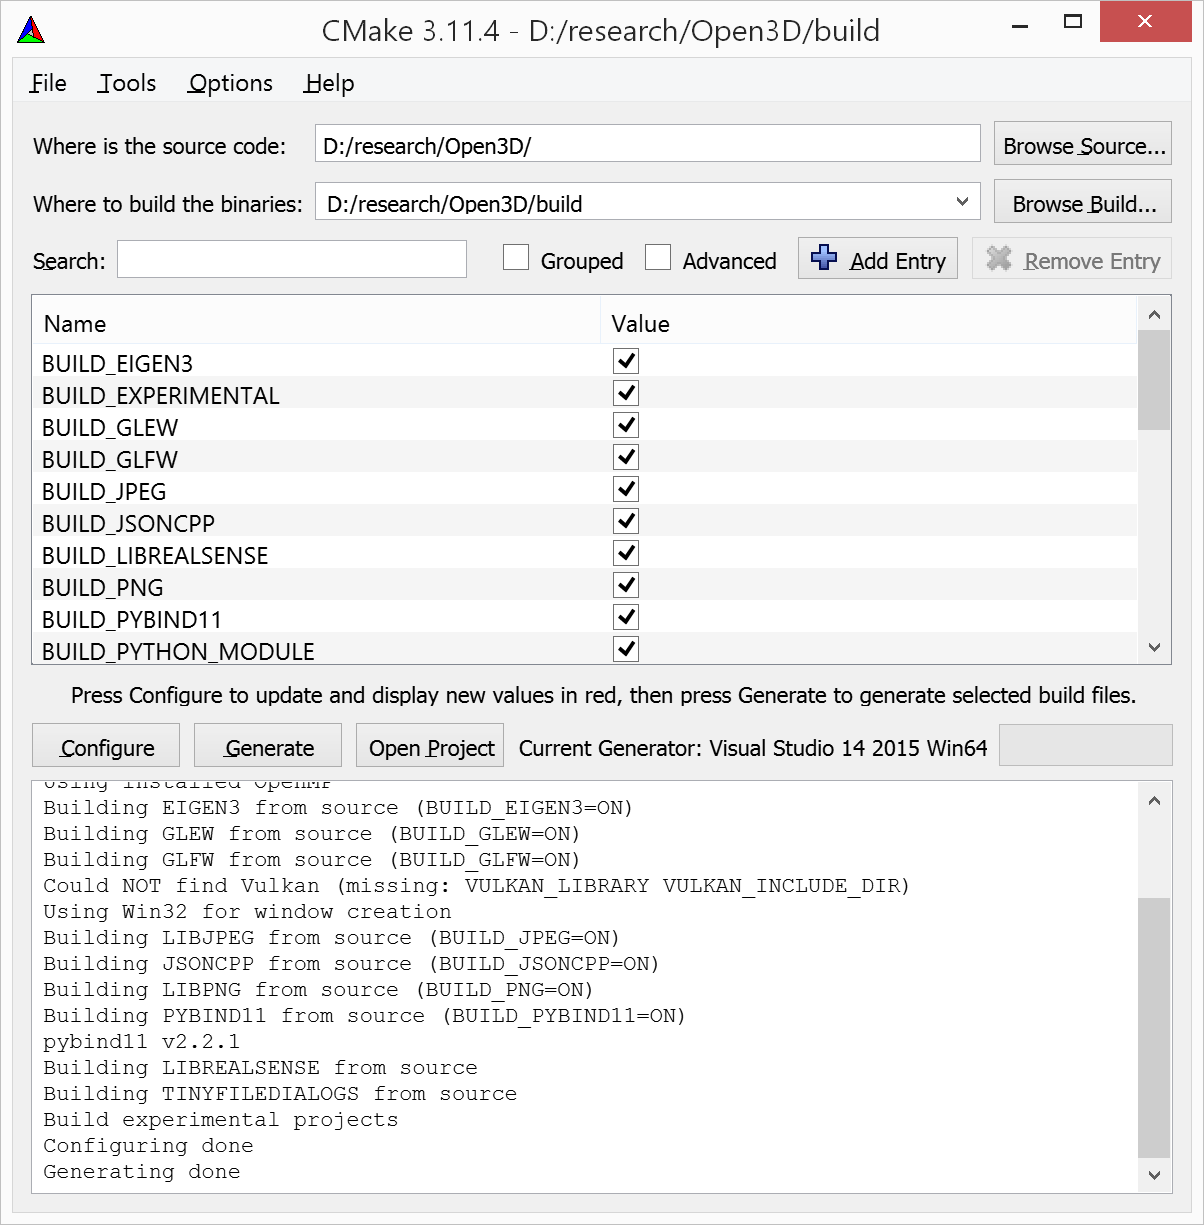 CMake 3.11.4 - D:/research/Open3D/build
File Tools Options Help
Where is the source code: D:/research/Open3D/ Browse Source...
Where to build the binaries: D:/research/Open3D/build Browse Build...
Search: Grouped Advanced Add Entry Remove Entry
Name Value
BUILD_EIGEN3
BUILD_EXPERIMENTAL
BUILD_GLEW
BUILD_GLFW
BUILD_JPEG
BUILD_JSONCPP
BUILD_LIBREALSENSE
BUILD_PNG
BUILD_PYBIND11
BUILD_PYTHON_MODULE
Press Configure to update and display new values in red, then press Generate to generate selected build files.
Configure Generate Open Project Current Generator: Visual Studio 14 2015 Win64
Using installed OpenMP
Building EIGEN3 from source (BUILD_EIGEN3=ON)
Building GLEW from source (BUILD_GLEW=ON)
Building GLFW from source (BUILD_GLFW=ON)
Could NOT find Vulkan (missing: VULKAN_LIBRARY VULKAN_INCLUDE_DIR)
Using Win32 for window creation
Building LIBJPEG from source (BUILD_JPEG=ON)
Building JSONCPP from source (BUILD_JSONCPP=ON)
Building LIBPNG from source (BUILD_PNG=ON)
Building PYBIND11 from source (BUILD_PYBIND11=ON)
pybind11 v2.2.1
Building LIBREALSENSE from source
Building TINYFILEDIALOGS from source
Build experimental projects
Configuring done
Generating done